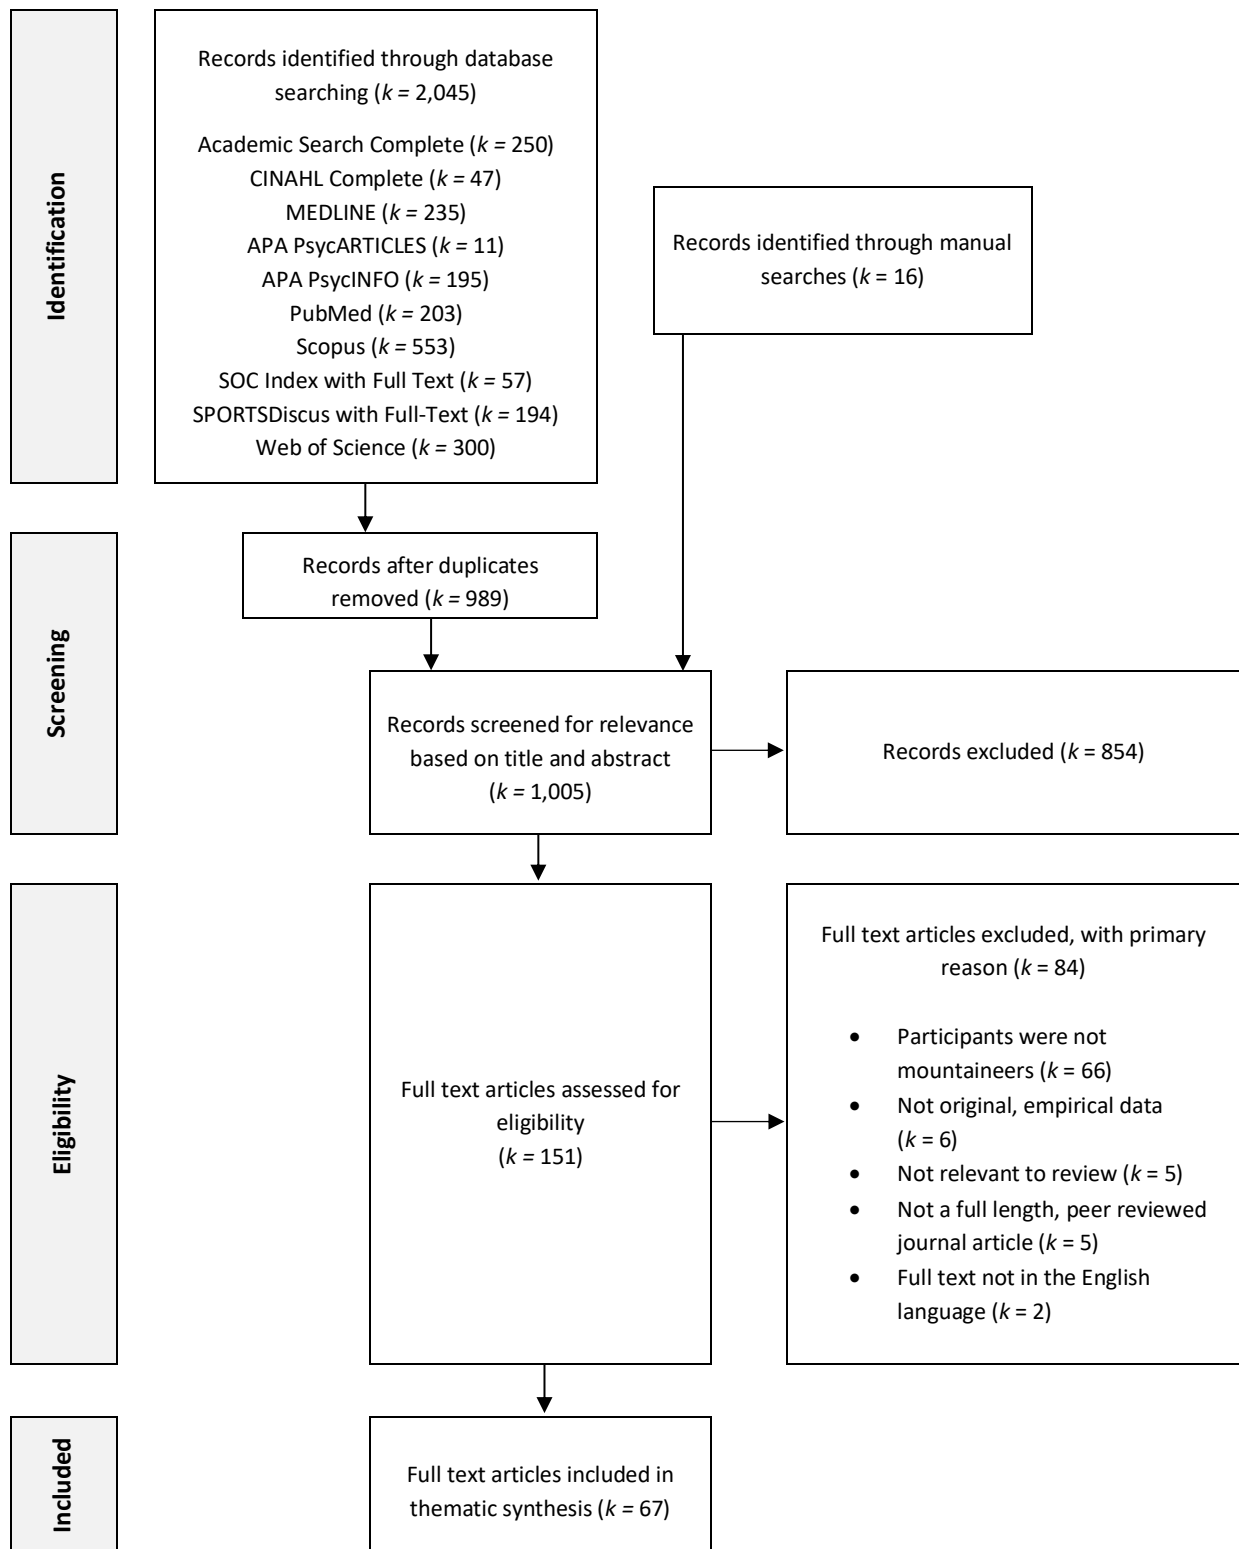 Identification
Records identified through database
searching (k = 2,045)
Academic Search Complete (k = 250)
CINAHL Complete (k = 47)
MEDLINE (k = 235)
APA PsycARTICLES (k = 11)
APA PsycINFO (k = 195)
PubMed (k = 203)
Scopus (k = 553)
SOC Index with Full Text (k = 57)
SPORTSDiscus with Full-Text (k = 194)
Web of Science (k = 300)
Records identified through manual
searches (k = 16)
Screening
Records after duplicates
removed (k = 989)
Records screened for relevance
based on title and abstract
(k = 1,005)
Records excluded (k = 854)
Eligibility
Full text articles assessed for
eligibility
(k = 151)
Full text articles excluded, with primary
reason (k = 84)
• Participants were not
mountaineers (k = 66)
• Not original, empirical data
(k = 6)
• Not relevant to review (k = 5)
• Not a full length, peer reviewed
journal article (k = 5)
• Full text not in the English
language (k = 2)
Included
Full text articles included in
thematic synthesis (k = 67)